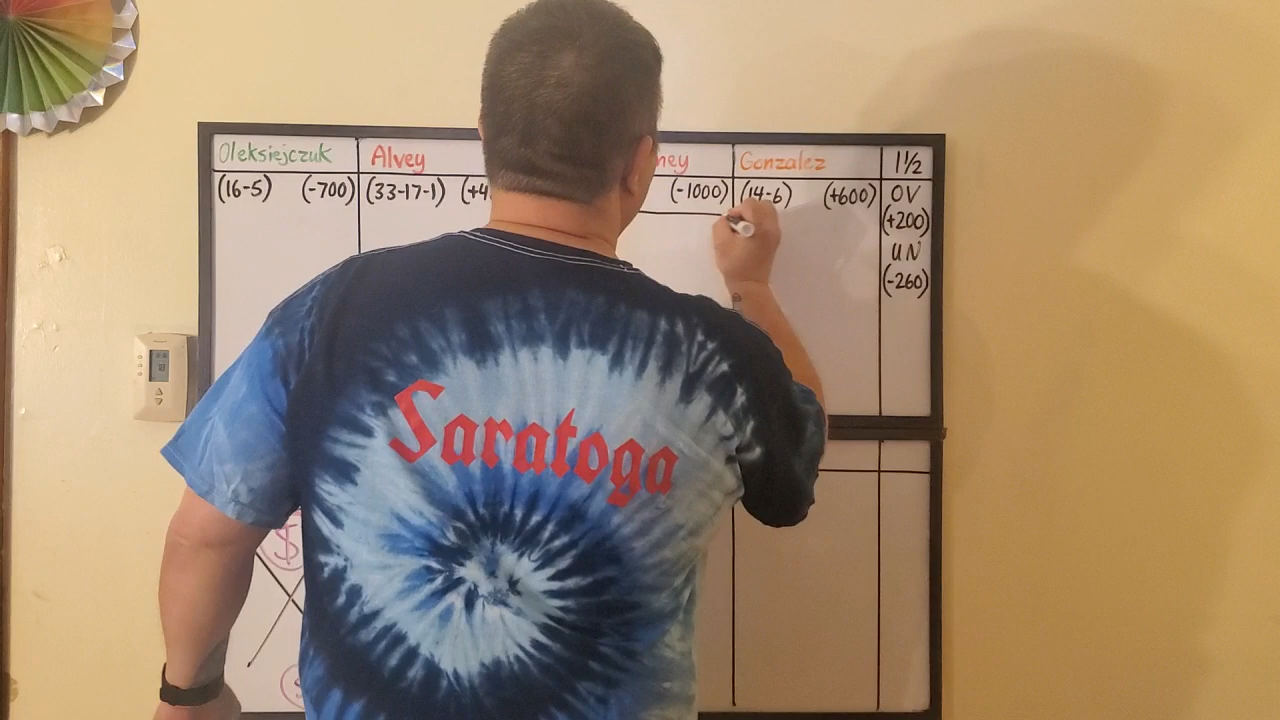 Oleksiejczuk Alvey Gonzalez 1½
(16-5) (-700) (33-17-1) (-1000) (14-6) (+600) OV
(+200)
UN
(-260)
Saratoga
$